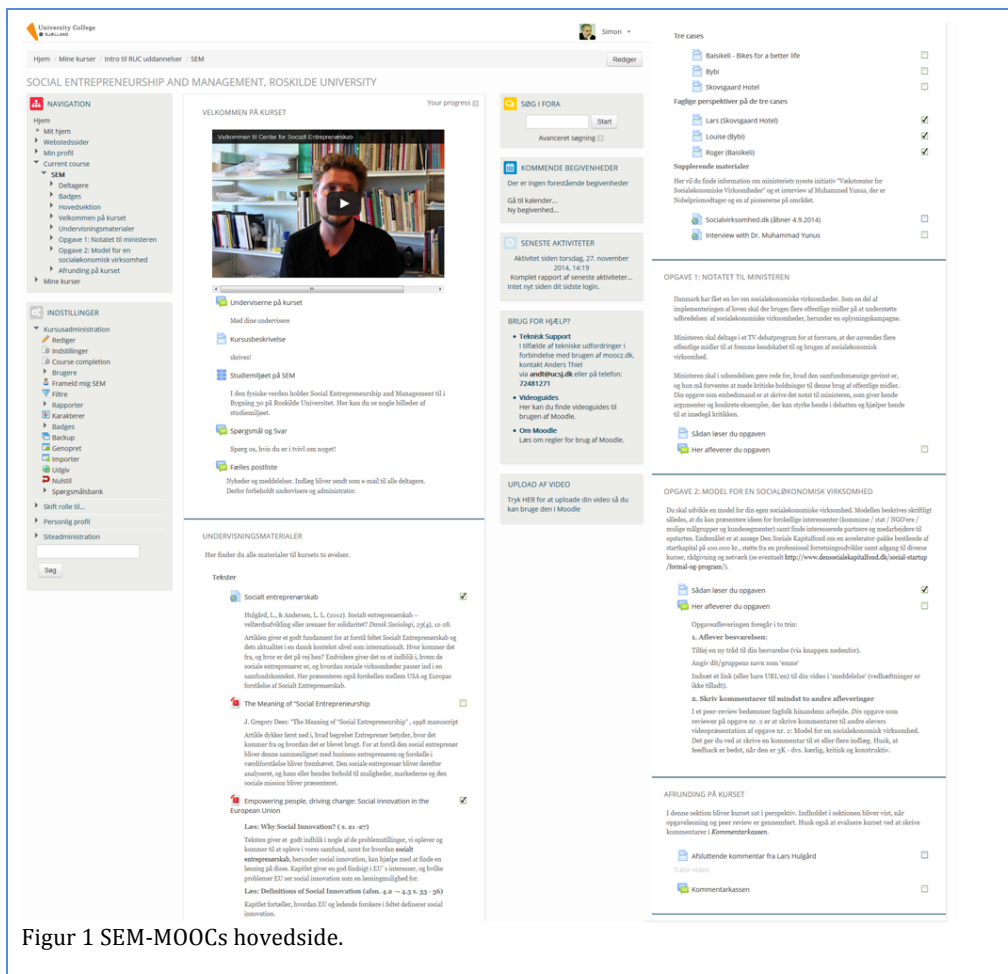 University College
SJÆLLAND
Simon
Hjem / Mine kurser / Intro til RUC uddannelser / SEM
Rediger
SOCIAL ENTREPRENEURSHIP AND MANAGEMENT, ROSKILDE UNIVERSITY
NAVIGATION
Hjem
Mit hjem
Webstedssider
Min profil
Current course
SEM
Deltagere
Badges
Hovedsektion
Velkommen på kurset
Undervisningsmaterialer
Opgave 1: Notatet til ministeren
Opgave 2: Model for en
socialøkonomisk virksomhed
Afrunding på kurset
Mine kurser
INDSTILLINGER
Kursusadministration
Rediger
Indstillinger
Course completion
Brugere
Frameld mig SEM
Filtre
Rapporter
Karakterer
Badges
Backup
Genopret
Importer
Udgiv
Nulstil
Spørgsmålsbank
Skift rolle til...
Personlig profil
Siteadministration
Søg
Your progress
VELKOMMEN PÅ KURSET
Velkommen til Center for Socialt Entreprenørskab
Underviserne på kurset
Mød dine undervisere
Kursusbeskrivelse
skrives!
Studiemiljøet på SEM
I den fysiske verden holder Social Entrepreneurship and Management til i
Bygning 30 på Roskilde Universitet. Her kan du se nogle billeder af
studiemiljøet.
Spørgsmål og Svar
Spørg os, hvis du er i tvivl om noget!
Fælles postliste
Nyheder og meddelelser. Indlæg bliver sendt som e-mail til alle deltagere.
Derfor forbeholdt undervisere og administrator.
UNDERVISNINGSMATERIALER
Her finder du alle materialer til kursets to øvelser.
Tekster
Socialt entreprenørskab
Hulgård, L., & Andersen, L. L. (2012). Socialt entreprenørskab –
velfærdsafvikling eller arenaer for solidaritet? Dansk Sociologi, 23(4), 12-28.
Artiklen giver et godt fundament for at forstå feltet Socialt Entreprenørskab og
dets aktualitet i en dansk kontekst såvel som internationalt. Hvor kommer det
fra, og hvor er det på vej hen? Endvidere giver det os et indblik i, hvem de
sociale entreprenører er, og hvordan sociale virksomheder passer ind i en
samfundskontekst. Her præsenteres også forskellen mellem USA og Europas
forståelse af Socialt Entreprenørskab.
The Meaning of "Social Entrepreneurship
J. Gregory Dees: "The Meaning of "Social Entrepreneurship" , 1998 manuscript
Artikle dykker først ned i, hvad begrebet Entreprenør betyder, hvor det
kommer fra og hvordan det er blevet brugt. For at forstå den social entreprenør
bliver denne sammenlignet med business entreprenøren og forskelle i
værdiforståelse bliver fremhævet. Den sociale entreprenør bliver derefter
analyseret, og hans eller hendes forhold til muligheder, markederne og den
sociale mission bliver præsenteret.
Empowering people, driving change: Social Innovation in the
European Union
Læs: Why Social Innovation? ( s. 21 -27)
Teksten giver et godt indblik i nogle af de problemstillinger, vi oplever og
kommer til at opleve i vores samfund, samt for hvordan socialt
entreprenørskab, herunder social innovation, kan hjælpe med at finde en
løsning på disse. Kapitlet giver en god findsigt i EU´s interesser, og hvilke
problemer EU ser social innovation som en løsningmulighed for.
Læs: Definitions of Social Innovation (afsn. 4.2 → 4.3 s. 33 - 36)
Kapitlet fortæller, hvordan EU og ledende forskere i feltet definerer social
innovation.
SØG I FORA
Start
Avanceret søgning
KOMMENDE BEGIVENHEDER
Der er ingen forestående begivenheder
Gå til kalender...
Ny begivenhed...
SENESTE AKTIVITETER
Aktivitet siden torsdag, 27. november
2014, 14:19
Komplet rapport af seneste aktiviteter...
Intet nyt siden dit sidste login.
BRUG FOR HJÆLP?
Teknisk Support
I tilfælde af tekniske udfordringer i
forbindelse med brugen af moocz.dk,
kontakt Anders Thiel
via andt@ucsj.dk eller på telefon:
72481271
Videoguides
Her kan du finde videoguides til
brugen af Moodle.
Om Moodle
Læs om regler for brug af Moodle.
UPLOAD AF VIDEO
Tryk HER for at uploade din video så du
kan bruge den i Moodle
Tre cases
Baisikeli - Bikes for a better life
Bybi
Skovsgaard Hotel
Faglige perspektiver på de tre cases
Lars (Skovsgaard Hotel)
Louise (Bybi)
Roger (Baisikeli)
Supplerende materialer
Her vil du finde information om ministeriets nyeste initiativ "Vækstcenter for
Socialøkonomiske Virksomheder" og et interview af Muhammed Yunus, der er
Nobelprismodtager og en af pionererne på området.
Socialvirksomhed.dk (åbner 4.9.2014)
Interview with Dr. Muhammad Yunus
OPGAVE 1: NOTATET TIL MINISTEREN
Danmark har fået en lov om socialøkonomiske virksomheder. Som en del af
implementeringen af loven skal der bruges flere offentlige midler på at understøtte
udbredelsen af socialøkonomiske virksomheder, herunder en oplysningskampagne.
Ministeren skal deltage i et TV-debatprogram for at forsvare, at der anvendes flere
offentlige midler til at fremme kendskabet til og brugen af socialøkonomisk
virksomhed.
Ministeren skal i udsendelsen gøre rede for, hvad den samfundsmæssige gevinst er,
og hun må forventes at møde kritiske holdninger til denne brug af offentlige midler.
Din opgave som embedsmand er at skrive det notat til ministeren, som giver hende
argumenter og konkrete eksempler, der kan styrke hende i debatten og hjælper hende
til at imødegå kritikken.
Sådan løser du opgaven
Her afleverer du opgaven
OPGAVE 2: MODEL FOR EN SOCIALØKONOMISK VIRKSOMHED
Du skal udvikle en model for din egen socialøkonomiske virksomhed. Modellen beskrives skriftligt
således, at du kan præsentere ideen for forskellige interessenter (kommune / stat / NGO'ere /
mulige målgrupper og kundesegmenter) samt finde interesserede partnere og medarbejdere til
opstarten. Endemålet er at ansøge Den Sociale Kapitalfond om en accelerator-pakke bestående af
startkapital på 100.000 kr., støtte fra en professionel forretningsudvikler samt adgang til diverse
kurser, rådgivning og netværk (se eventuelt http://www.densocialekapitalfond.dk/social-startup
/formal-og-program/).
Sådan løser du opgaven
Her afleverer du opgaven
Opgaveafleveringen foregår i to trin:
1. Aflever besvarelsen:
Tilføj en ny tråd til din besvarelse (via knappen nedenfor).
Angiv dit/gruppens navn som 'emne'
Indsæt et link (eller bare URL'en) til din video i 'meddelelse' (vedhæftninger er
ikke tilladt).
2. Skriv kommentarer til mindst to andre afleveringer
I et peer-review bedømmer fagfolk hinandens arbejde. Din opgave som
reviewer på opgave nr. 2 er at skrive kommentarer til andre elevers
videopræsentation af opgave nr. 2: Model for en socialøkonomisk virksomhed.
Det gør du ved at skrive en kommentar til et eller flere indlæg. Husk, at
feedback er bedst, når den er 3K - dvs. kærlig, kritisk og konstruktiv.
AFRUNDING PÅ KURSET
I denne sektion bliver kurset sat i perspektiv. Indholdet i sektionen bliver vist, når
opgaveløsning og peer review er gennemført. Husk også at evaluere kurset ved at skrive
kommentarer i Kommentarkassen.
Afsluttende kommentar fra Lars Hulgård
Tutor-video
Kommentarkassen
Figur 1 SEM-MOOCs hovedside.